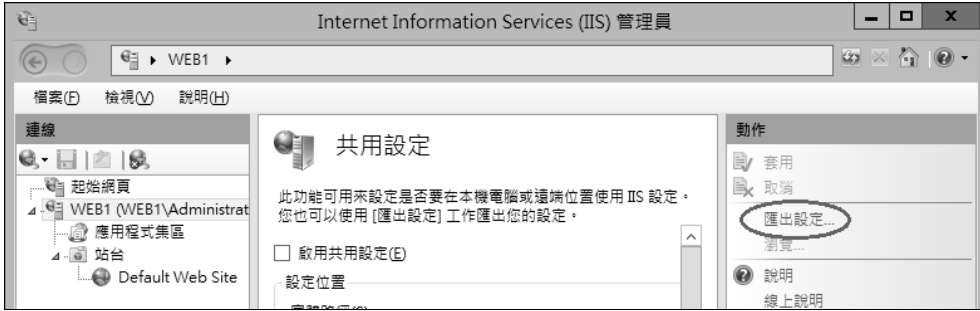 Internet Information Services (IIS) 管理員
WEB1
檔案(F) 檢視(V) 說明(H)
連線
起始網頁
WEB1 (WEB1\Administrat
應用程式集區
站台
Default Web Site
共用設定
此功能可用來設定是否要在本機電腦或遠端位置使用 IIS 設定。
您也可以使用 [匯出設定] 工作匯出您的設定。
啟用共用設定(E)
設定位置
動作
套用
取消
匯出設定...
瀏覽...
說明
線上說明